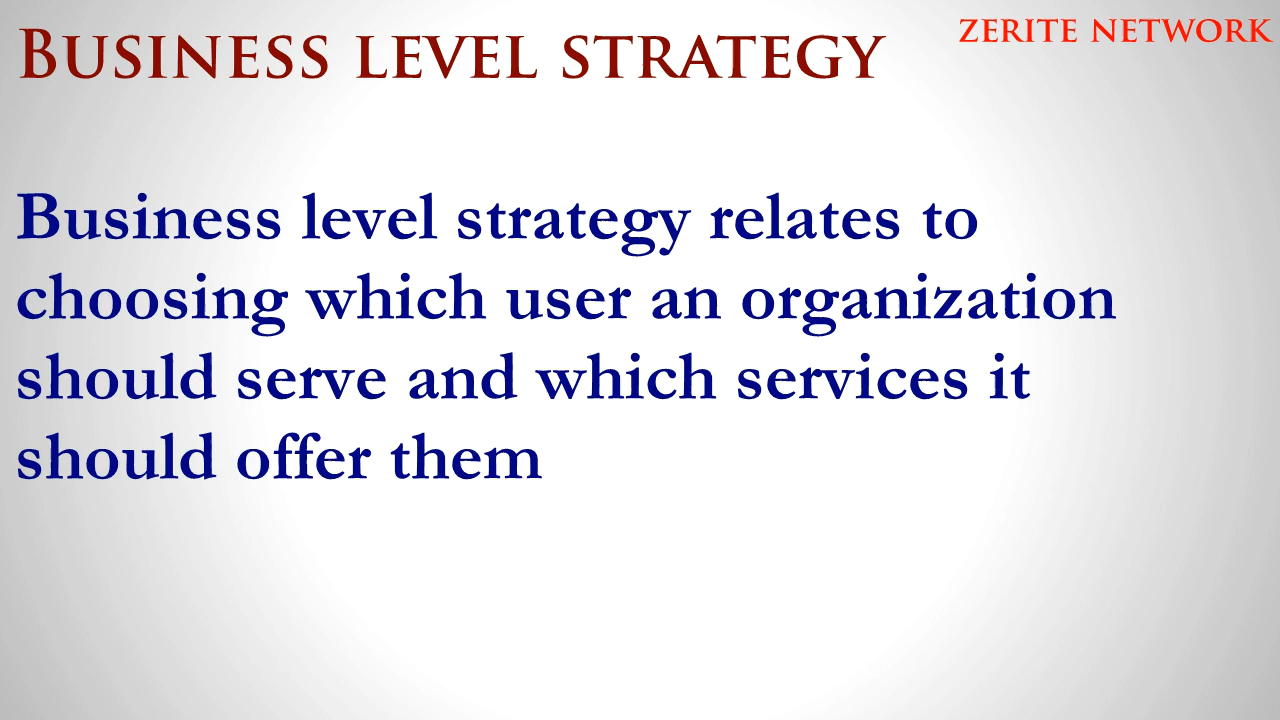 Business level strategy
ZERITE NETWORK
Business level strategy relates to
choosing which user an organization
should serve and which services it
should offer them